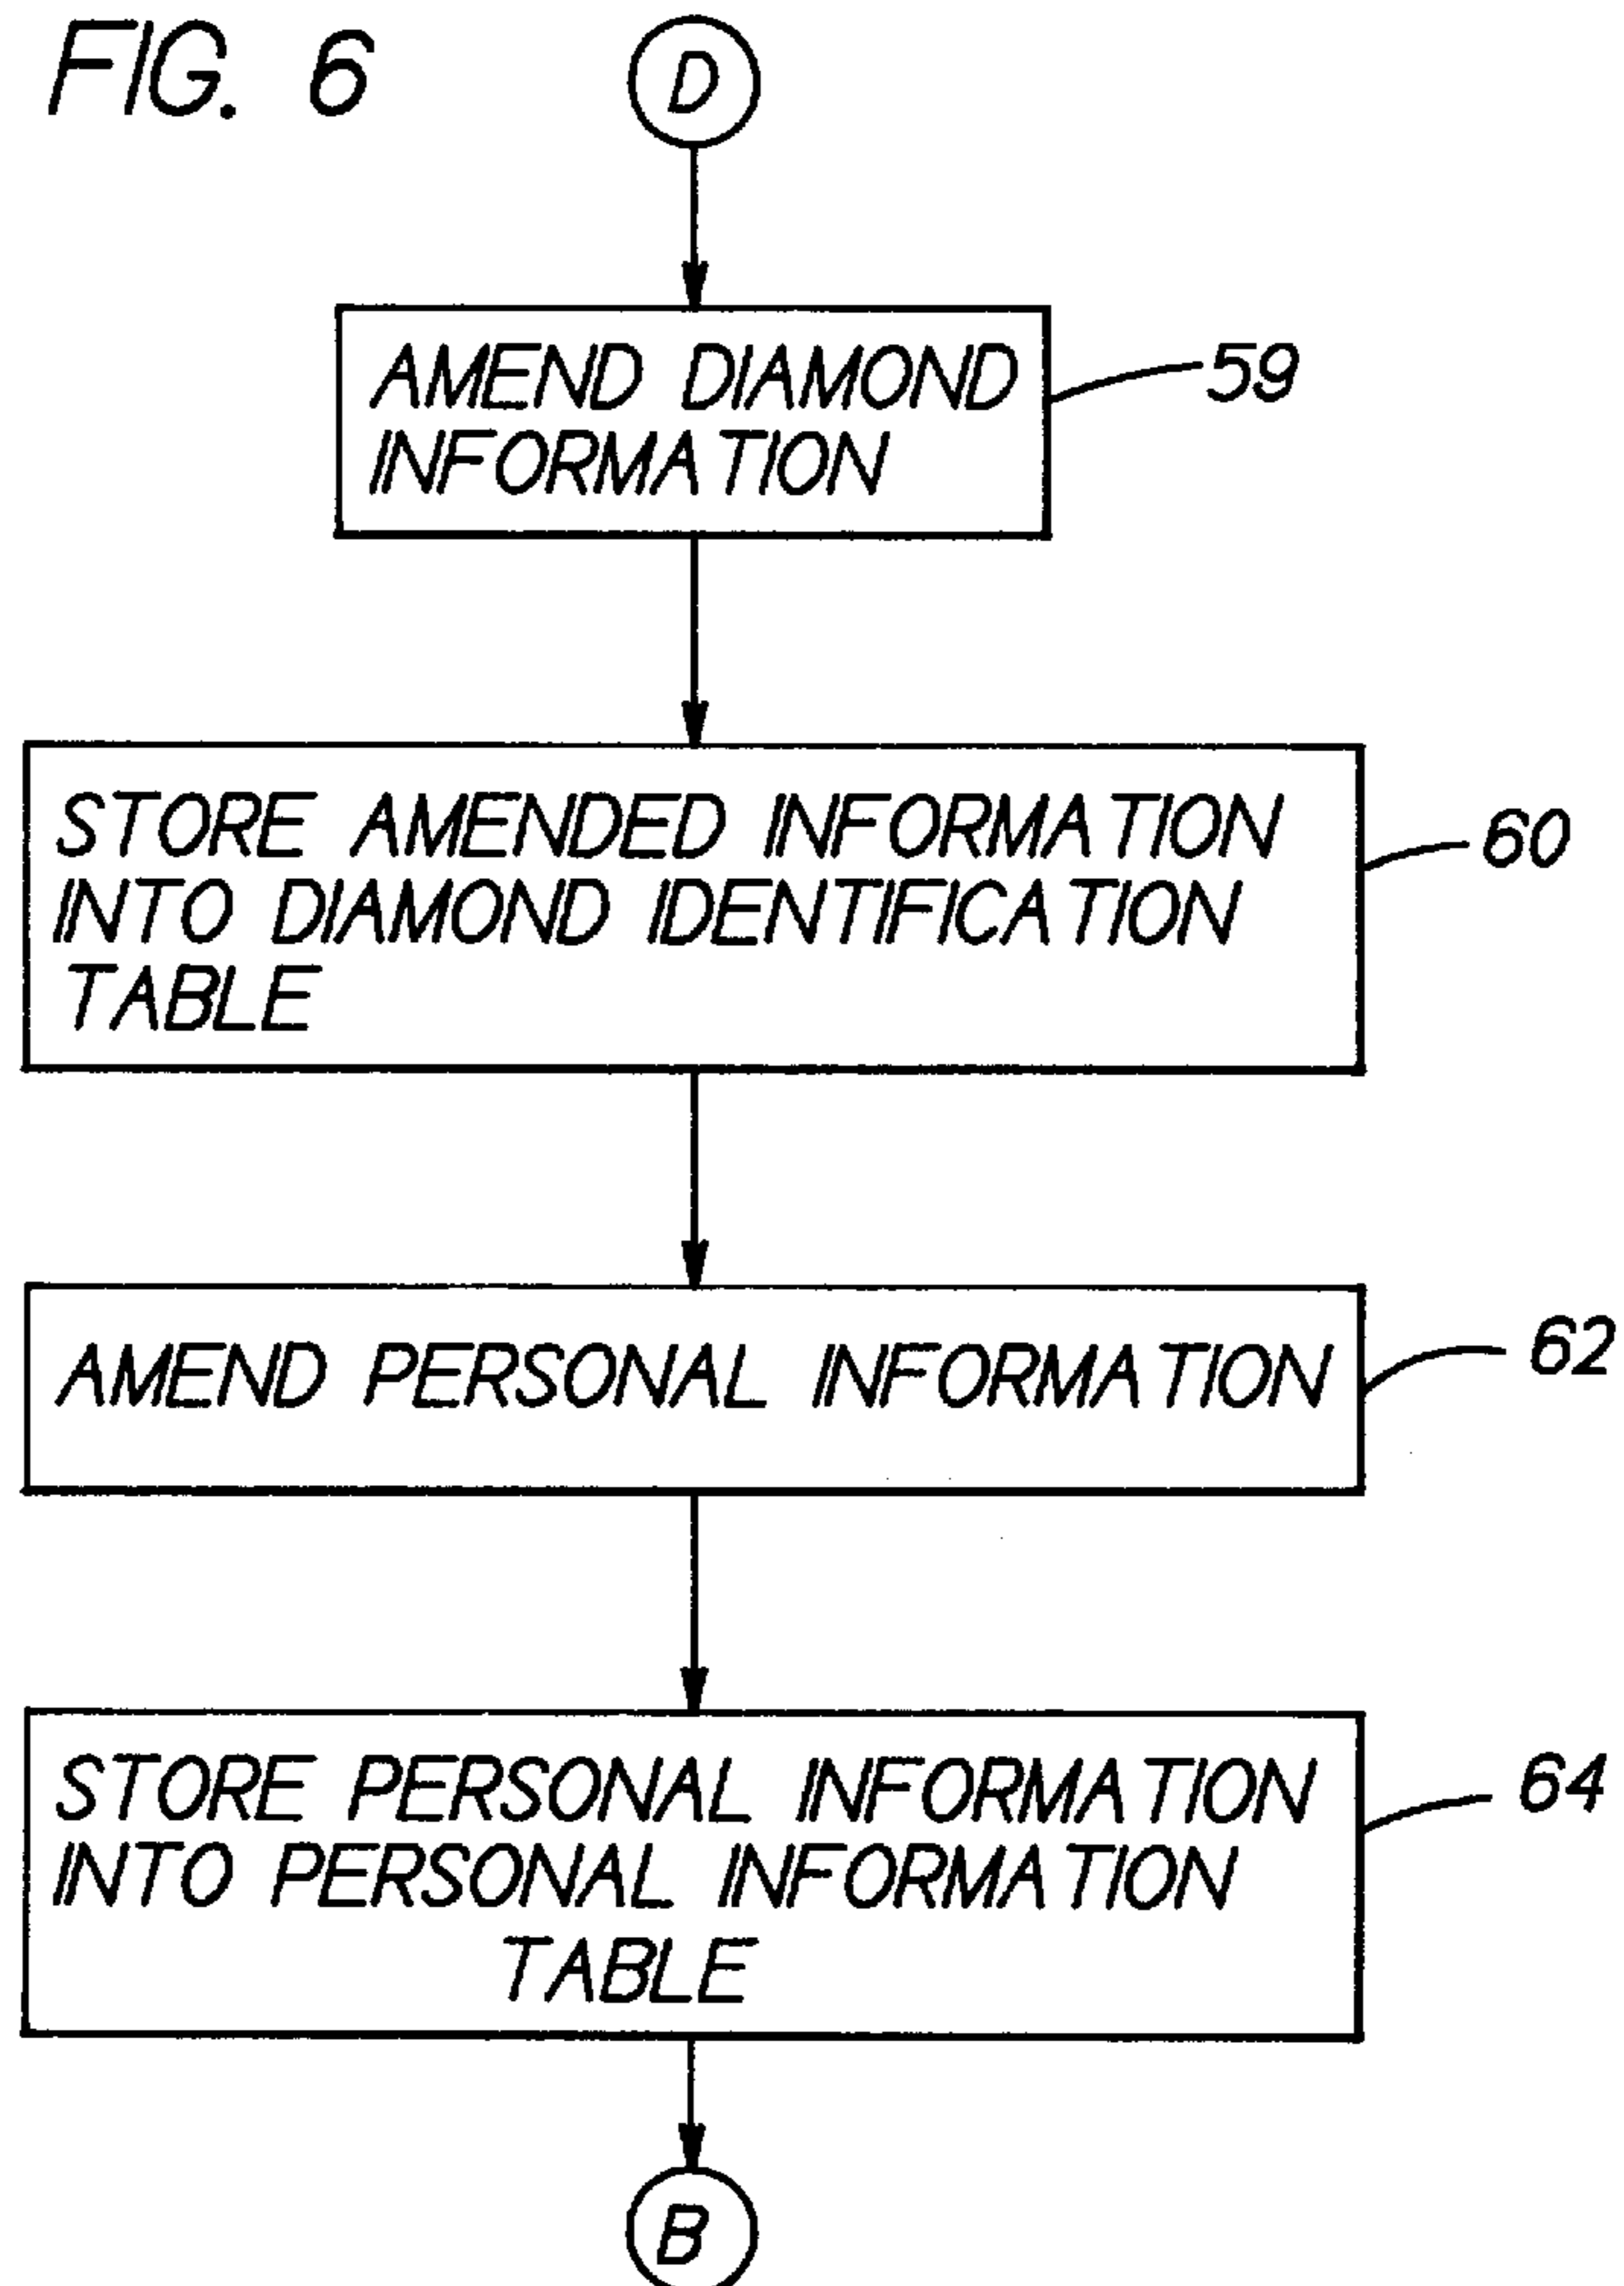 FIG. 6
D
AMEND DIAMOND
INFORMATION
59
STORE AMENDED INFORMATION
INTO DIAMOND IDENTIFICATION
TABLE
60
AMEND PERSONAL INFORMATION
62
STORE PERSONAL INFORMATION
INTO PERSONAL INFORMATION
TABLE
64
B